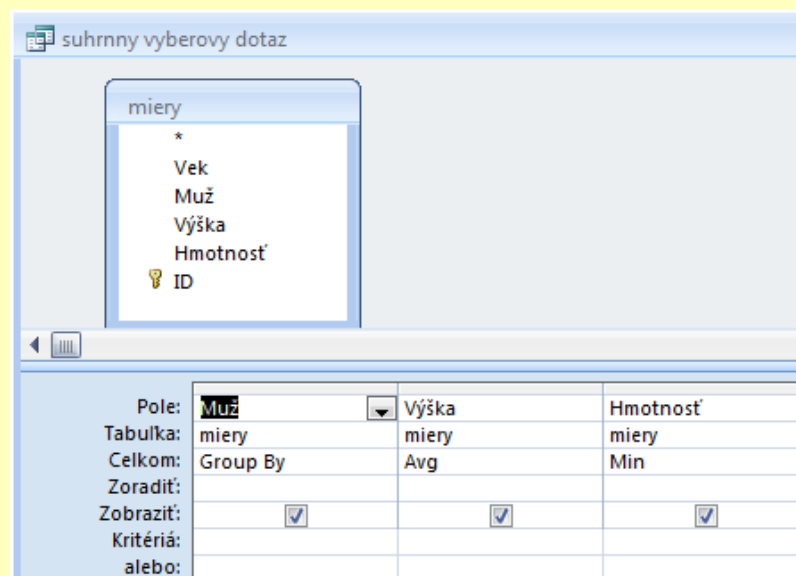 suhrnny vyberovy dotaz
miery
*
Vek
Muž
Výška
Hmotnosť
ID
Pole: Muž Výška Hmotnosť
Tabuľka: miery miery miery
Celkom: Group By Avg Min
Zoradiť:
Zobraziť:
Kritériá:
alebo: